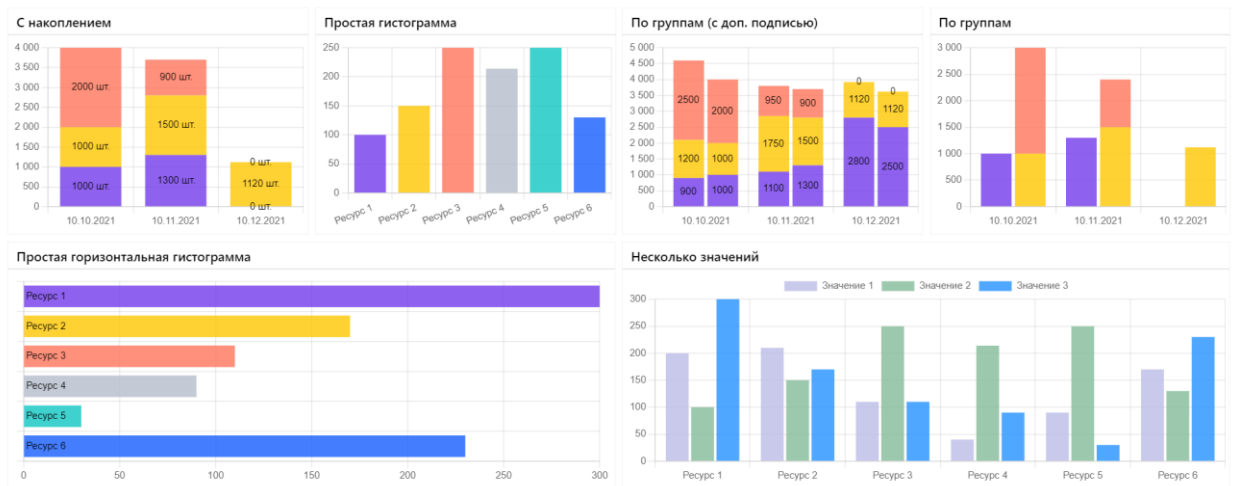 С накоплением
4 000
3 500
3 000
2 500
2 000
1 500
1 000
500
0
2000 шт.
1000 шт.
1000 шт.
900 шт.
1500 шт.
1300 шт.
0 шт.
1120 шт.
0 шт.
10.10.2021 10.11.2021 10.12.2021
Простая гистограмма
250
200
150
100
50
0
Ресурс 1 Ресурс 2 Ресурс 3 Ресурс 4 Ресурс 5 Ресурс 6
По группам (с доп. подписью)
5 000
4 500
4 000
3 500
3 000
2 500
2 000
1 500
1 000
500
0
2500
1200
900
2000
1000
1000
950
1750
1100
900
1500
1300
0
1120
2800
0
1120
2500
10.10.2021 10.11.2021 10.12.2021
По группам
3 000
2 500
2 000
1 500
1 000
500
0
10.10.2021 10.11.2021 10.12.2021
Простая горизонтальная гистограмма
Ресурс 1
Ресурс 2
Ресурс 3
Ресурс 4
Ресурс 5
Ресурс 6
0 50 100 150 200 250 300
Несколько значений
Значение 1 Значение 2 Значение 3
300
250
200
150
100
50
0
Ресурс 1 Ресурс 2 Ресурс 3 Ресурс 4 Ресурс 5 Ресурс 6